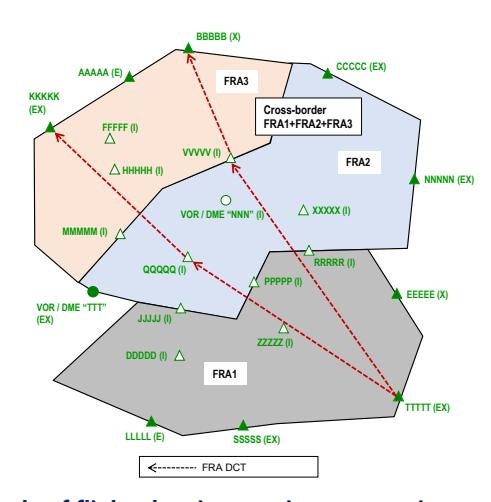 BBBBB (X)
AAAAA (E)
CCCCC (EX)
FRA3
KKKKK
(EX)
Cross-border
FRA1+FRA2+FRA3
FFFFF (I)
VVVVV (I)
FRA2
HHHHH (I)
NNNNN (EX)
VOR / DME “NNN” (I)
XXXXX (I)
MMMMM (I)
RRRRR (I)
QQQQQ (I)
PPPPP (I)
VOR / DME “TTT”
(EX)
EEEEE (X)
JJJJJ (I)
ZZZZZ (I)
DDDDD (I)
FRA1
TTTTT (EX)
LLLLL (E)
SSSSS (EX)
FRA DCT